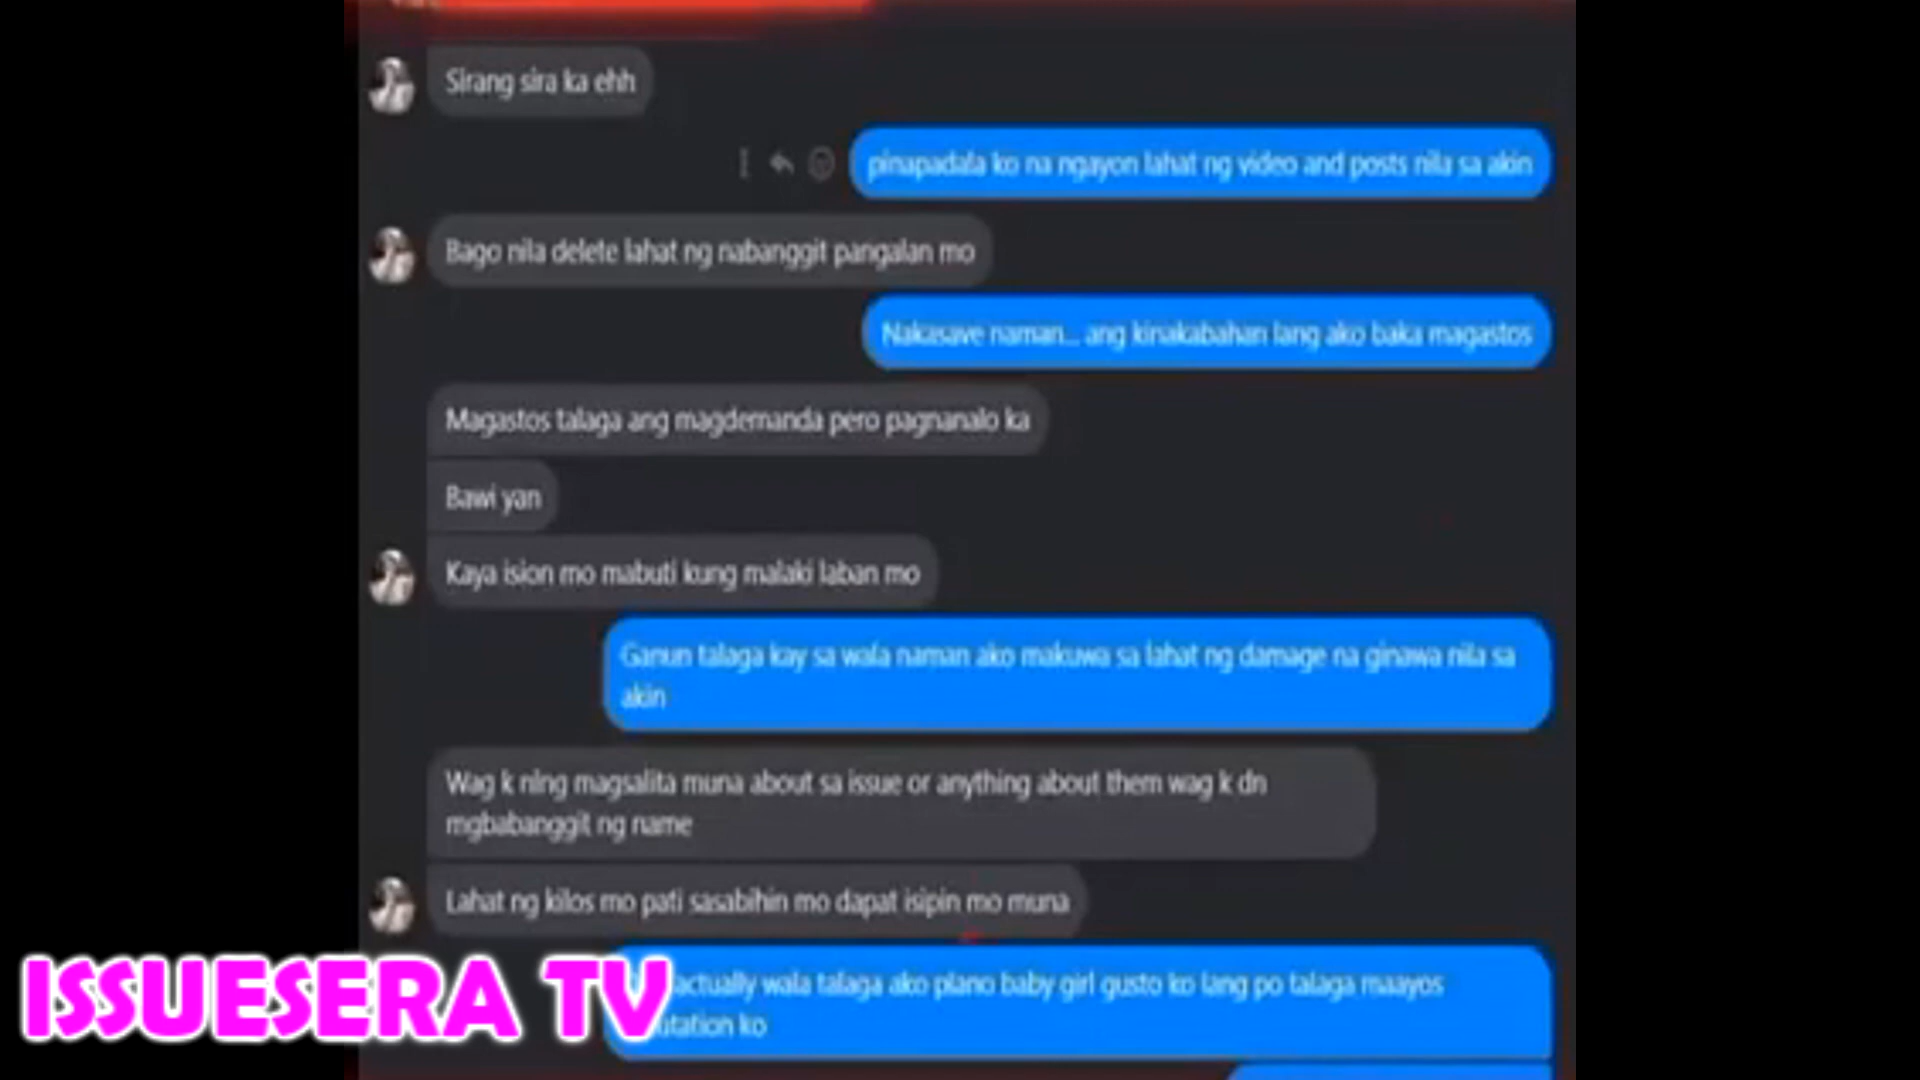 Sirang sira ka ehh
pinapadala ko na ngayon lahat ng video and posts nila sa akin
Bago nila delete lahat ng nabanggit pangalan mo
Nakasave naman... ang kinakabahan lang ako baka magastos
Magastos talaga ang magdemanda pero pagnanalo ka
Bawi yan
Kaya ision mo mabuti kung malaki laban mo
Ganun talaga kay sa wala naman ako makuwa sa lahat ng damage na ginawa nila sa
akin
Wag k ning magsalita muna about sa issue or anything about them wag k dn
mgbabanggit ng name
Lahat ng kilos mo pati sasabihin mo dapat isipin mo muna
actually wala talaga ako plano baby girl gusto ko lang po talaga maayos
utation ko
ISSUESERA TV